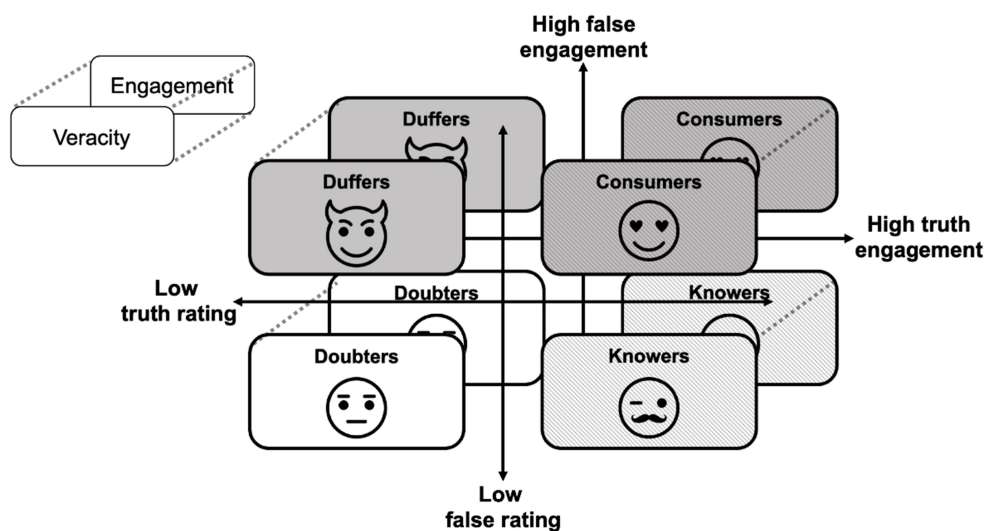 High false
engagement
Engagement
Veracity
Duffers
Consumers
Duffers
Consumers
High truth
engagement
Low
truth rating
Doubters
Knowers
Doubters
Knowers
Low
false rating